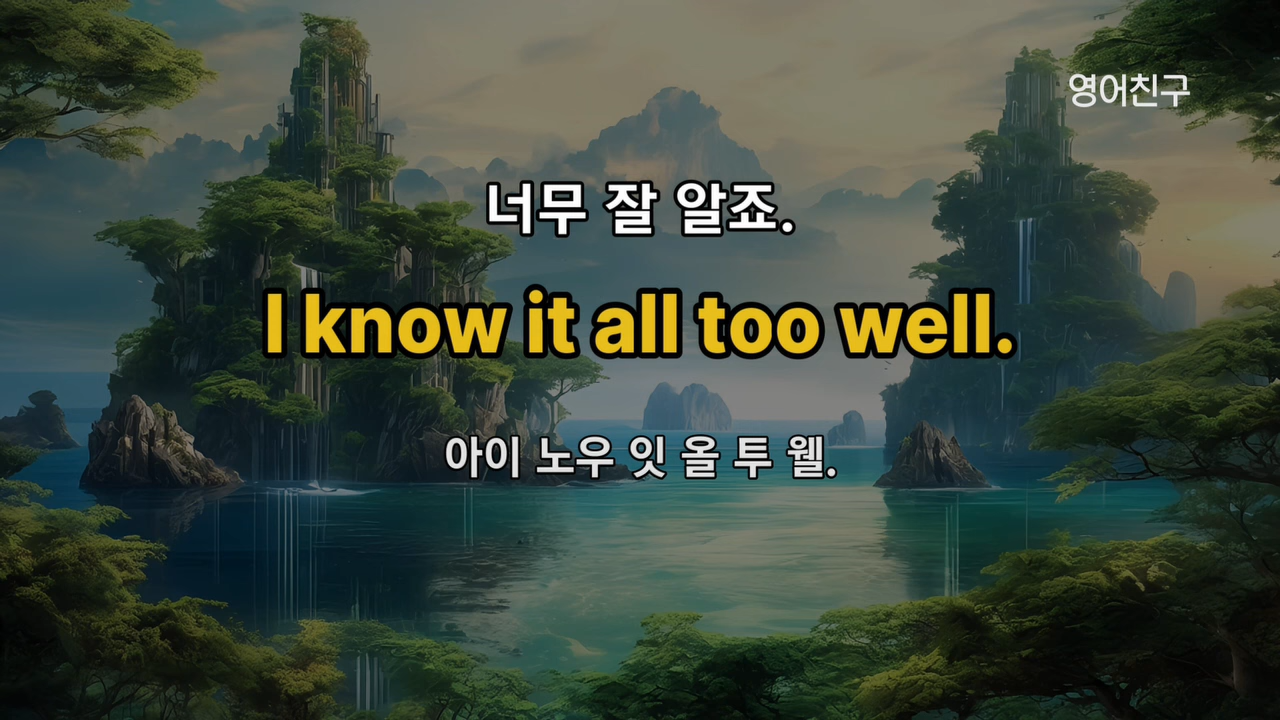 영어친구
너무 잘 알죠.
I know it all too well.
아이 노우 잇 올 투 웰.